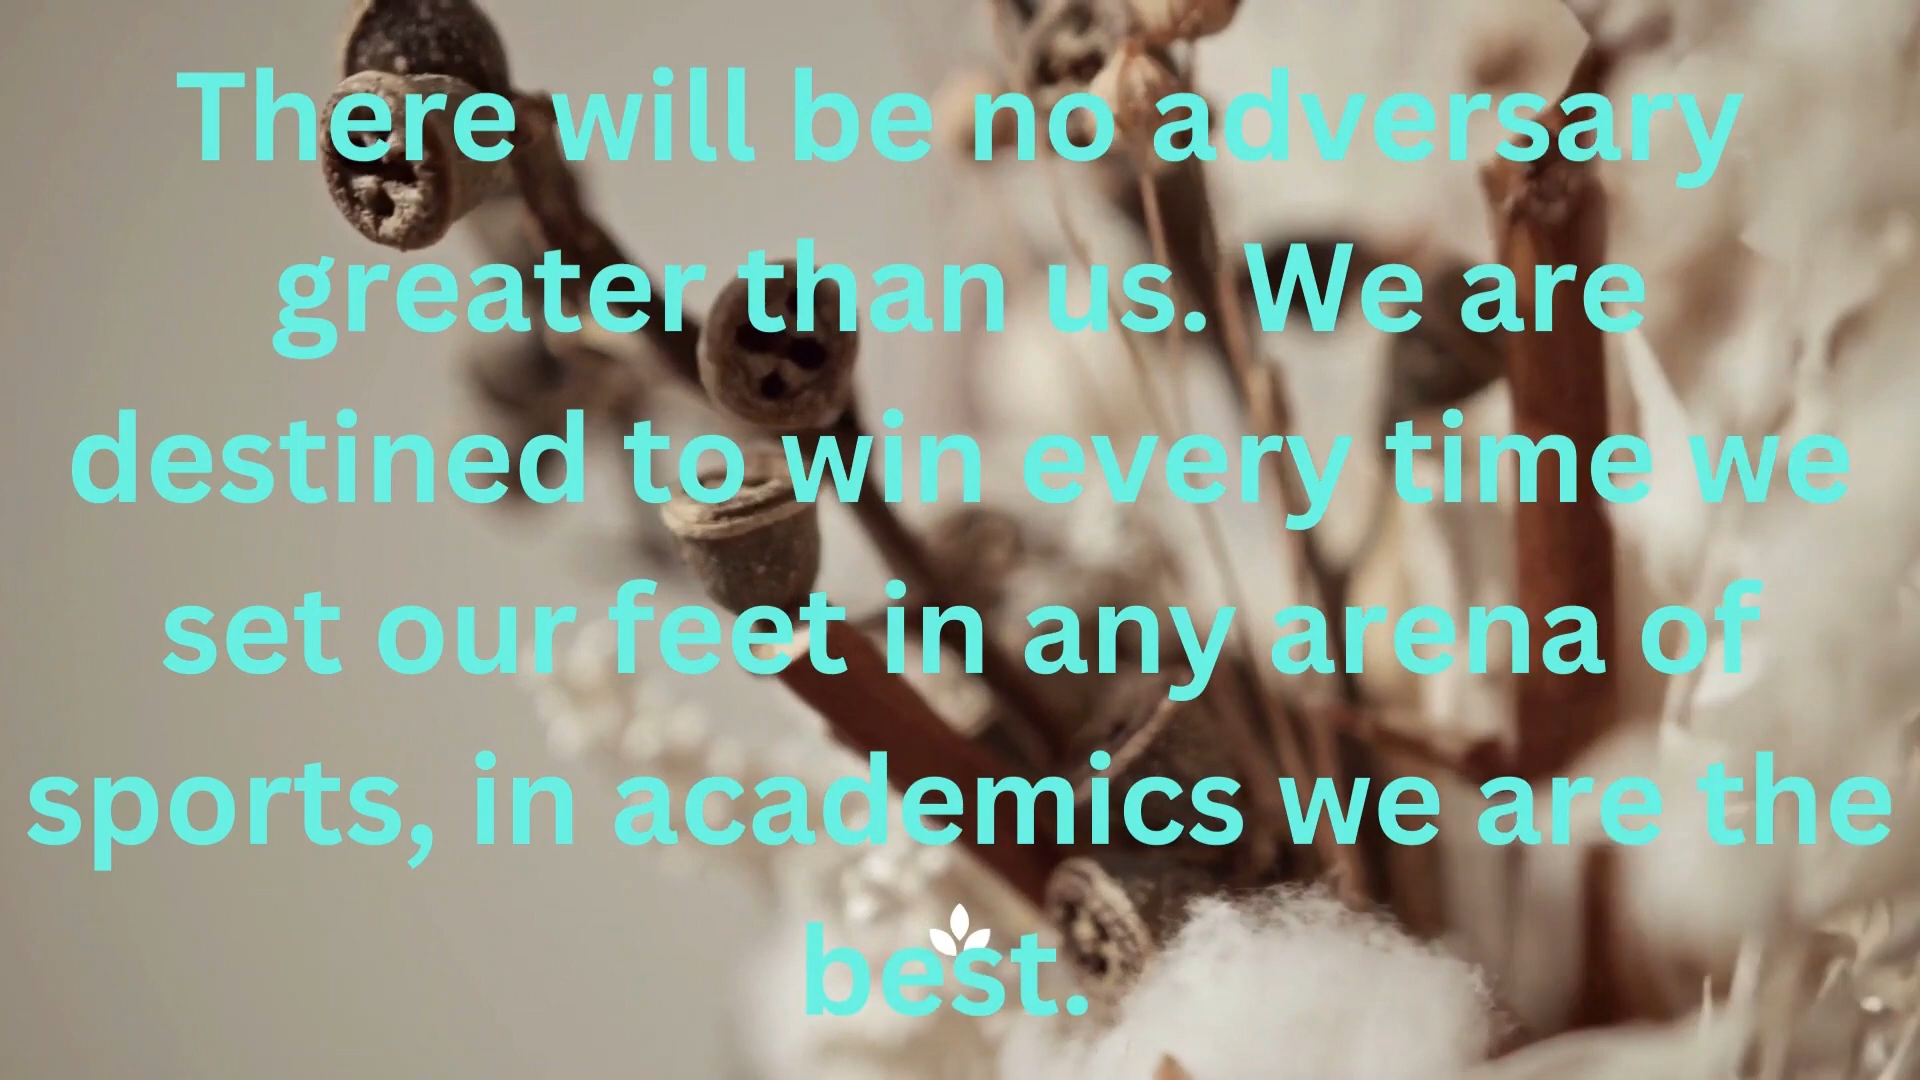 There will be no adversary
greater than us. We are
destined to win every time we
set our feet in any arena of
sports, in academics we are the
best.